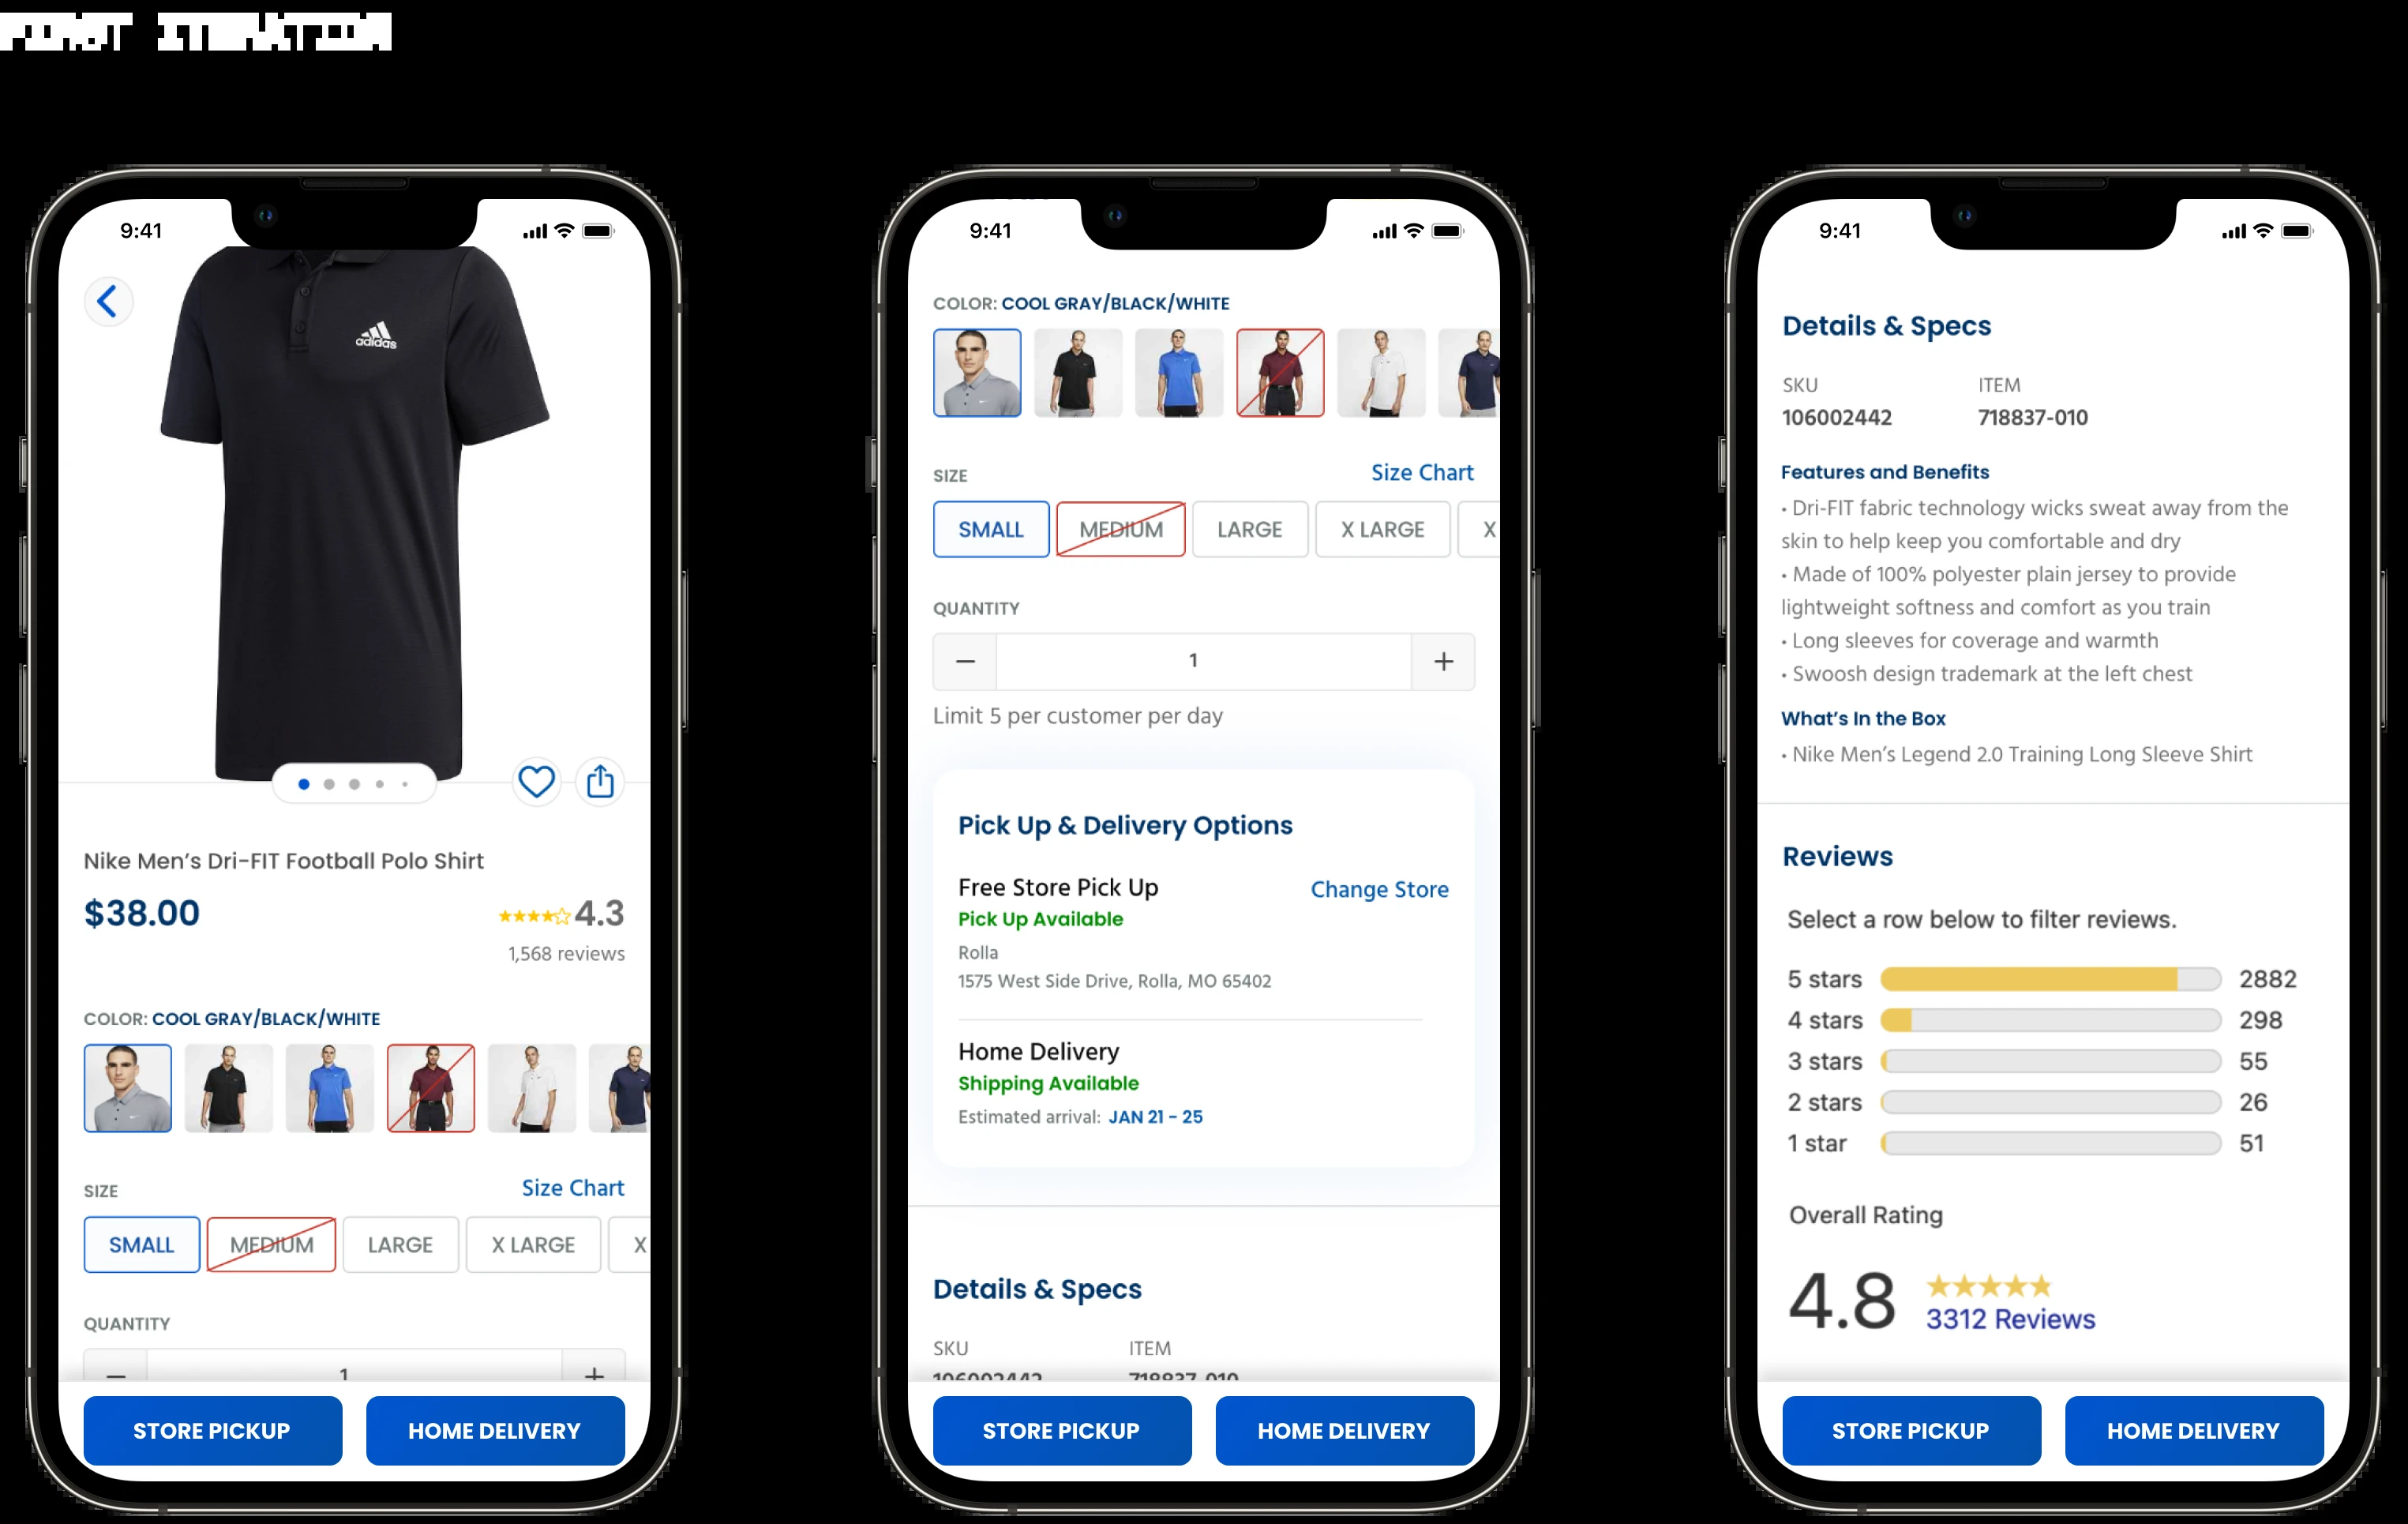 FIRST ITERATION
9:41
adidas
Nike Men's Dri-FIT Football Polo Shirt
$38.00
4.3
1,568 reviews
COLOR: COOL GRAY/BLACK/WHITE
SIZE
Size Chart
SMALL
MEDIUM
LARGE
X LARGE
X
QUANTITY
1
STORE PICKUP
HOME DELIVERY
9:41
COLOR: COOL GRAY/BLACK/WHITE
SIZE
Size Chart
SMALL
MEDIUM
LARGE
X LARGE
X
QUANTITY
1
Limit 5 per customer per day
Pick Up & Delivery Options
Free Store Pick Up
Change Store
Pick Up Available
Rolla
1575 West Side Drive, Rolla, MO 65402
Home Delivery
Shipping Available
Estimated arrival: JAN 21 - 25
Details & Specs
SKU
ITEM
106002442
718837-010
STORE PICKUP
HOME DELIVERY
9:41
Details & Specs
SKU
ITEM
106002442
718837-010
Features and Benefits
• Dri-FIT fabric technology wicks sweat away from the
skin to help keep you comfortable and dry
• Made of 100% polyester plain jersey to provide
lightweight softness and comfort as you train
• Long sleeves for coverage and warmth
• Swoosh design trademark at the left chest
What's In the Box
• Nike Men's Legend 2.0 Training Long Sleeve Shirt
Reviews
Select a row below to filter reviews.
5 stars 2882
4 stars 298
3 stars 55
2 stars 26
1 star 51
Overall Rating
4.8
3312 Reviews
STORE PICKUP
HOME DELIVERY